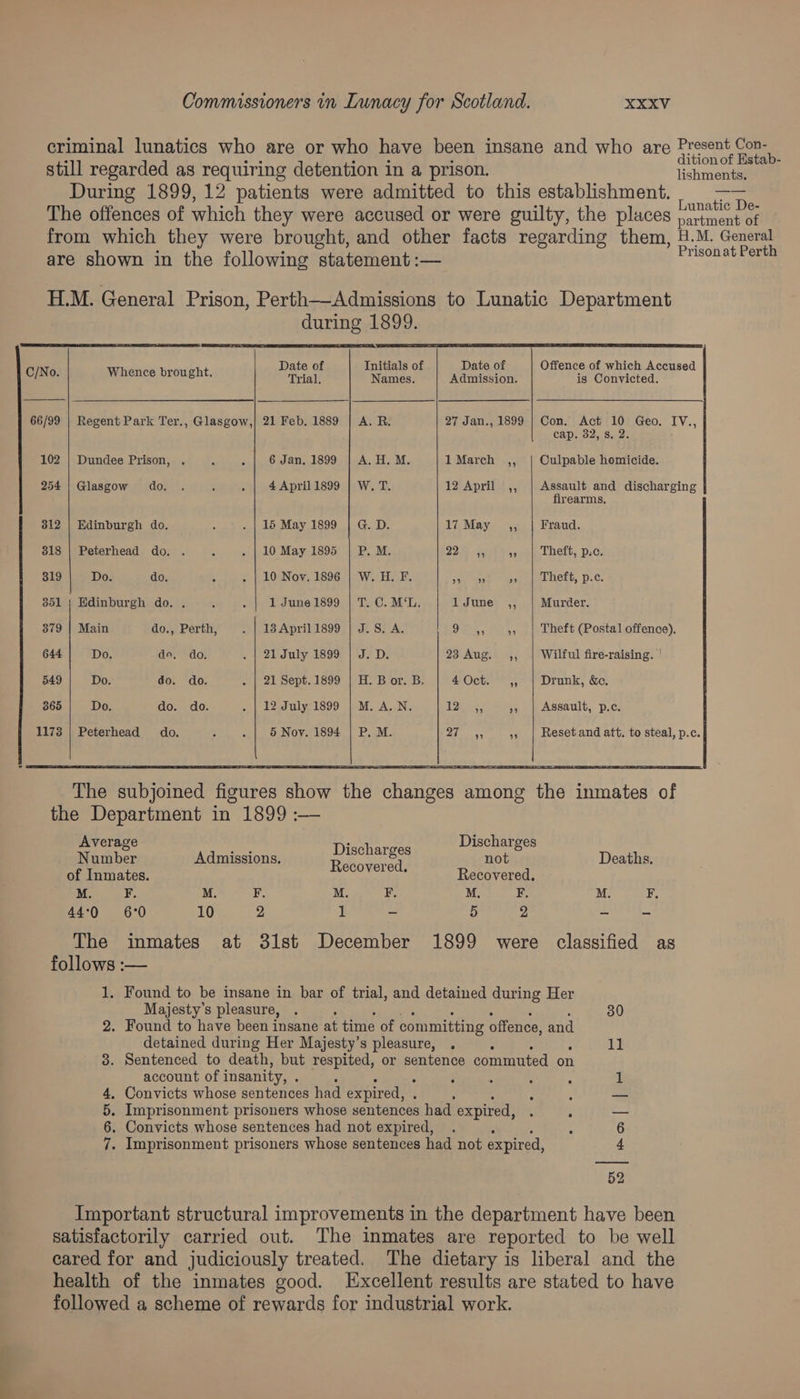 Commissioners in Lunacy for Scotland. xxxv
criminal lunatics who are or who have been insane and who are
still regarded as requiring detention in a prison.
During 1899, 12 patients were admitted to this establishment.
The offences of which they were accused or were guilty, the places
from which they were brought, and other facts regarding them,
are shown in the following statement :—
Present Con-
dition of Estab-
lishments.
——
Lunatic De-
partment of
H.M. General
Prison at Perth
H.M. General Prison, Perth—Admissions to Lunatic Department
during 1899.
C/No. Whence brought. Date of Trial. Initials of Names. Date of Admission. Offence of which Accused is Convicted.
66/99 Regent Park Ter., Glasgow, 21 Feb. 1889 A. R. 27 Jan., 1899 Con. Act 10 Geo. IV.,
cap. 32, s. 2.
102 Dundee Prison, . . . 6 Jan. 1899 A. H. M. 1 March ,, Culpable homicide.
254 Glasgow do. . . . 4 April 1899 W. T. 12 April ,, Assault and discharging
firearms.
312 Edinburgh do. . . 15 May 1899 G. D. 17 May ,, Fraud.
318 Peterhead do. . . . 10 May 1895 P. M. 22 ,, ,, Theft, p.c.
319 Do. do. . . 10 Nov. 1896 W. H. F. ,, ,, ,, Theft, p.c.
351 Edinburgh do. . . . 1 June 1899 T. C. M‘L. 1 June ,, Murder.
379 Main do., Perth, . 13 April 1899 J. S. A. 9 ,, ,, Theft (Postal offence).
644 Do. do. do. . 21 July 1899 J. D. 23 Aug. ,, Wilful fire-raising.
549 Do. do. do. . 21 Sept. 1899 H. B or. B. 4 Oct. ,, Drunk, &c.
365 Do. do. do. . 12 July 1899 M. A. N. 12 ,, ,, Assault, p.c.
1173 Peterhead do. . . 5 Nov. 1894 P. M. 27 ,, ,, Reset and att. to steal, p.c.
The subjoined figures show the changes among the inmates of
the Department in 1899 :—
Average Number of Inmates. Admissions. Discharges Recovered. Discharges not Recovered. Deaths.
M. F. M. F. M. F. M. F. M. F.
44·0 6·0 10 2 1 – 5 2 – –
The inmates at 31st December 1899 were classified as
follows :—
1. Found to be insane in bar of trial, and detained during Her
Majesty's pleasure, . . . . . . . 30
2. Found to have been insane at time of committing offence, and
detained during Her Majesty's pleasure, . . . 11
3. Sentenced to death, but respited, or sentence commuted on
account of insanity, . . . . . . . 1
4. Convicts whose sentences had expired, . . . . —
5. Imprisonment prisoners whose sentences had expired, . . —
6. Convicts whose sentences had not expired, . . . 6
7. Imprisonment prisoners whose sentences had not expired, 4
52
Important structural improvements in the department have been
satisfactorily carried out. The inmates are reported to be well
cared for and judiciously treated. The dietary is liberal and the
health of the inmates good. Excellent results are stated to have
followed a scheme of rewards for industrial work.